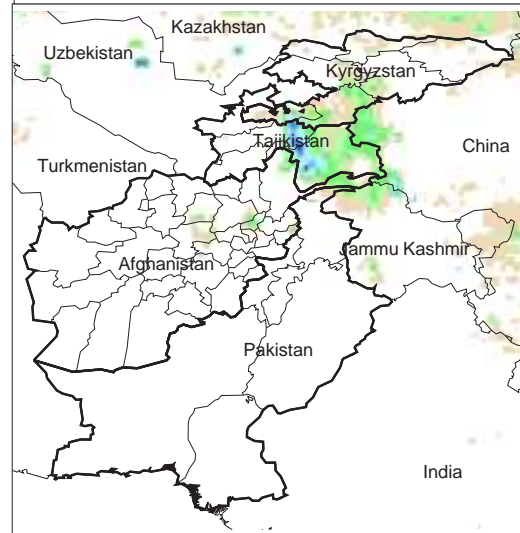 Kazakhstan
Uzbekistan
Kyrgyzstan
Tajikistan
China
Turkmenistan
Jammu Kashmir
Afghanistan
Pakistan
India